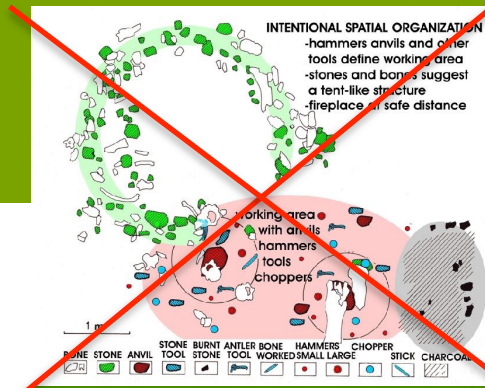 INTENTIONAL SPATIAL ORGANIZATION
-hammers anvils and other
tools define working area
-stones and bones suggest
a tent-like structure
-fireplace at safe distance
working area
with anvils
hammers
tools
choppers
1 m
STONE BURNT ANTLER BONE HAMMERS CHOPPER
BONE STONE ANVIL TOOL STONE TOOL WORKED SMALL LARGE STICK CHARCOAL